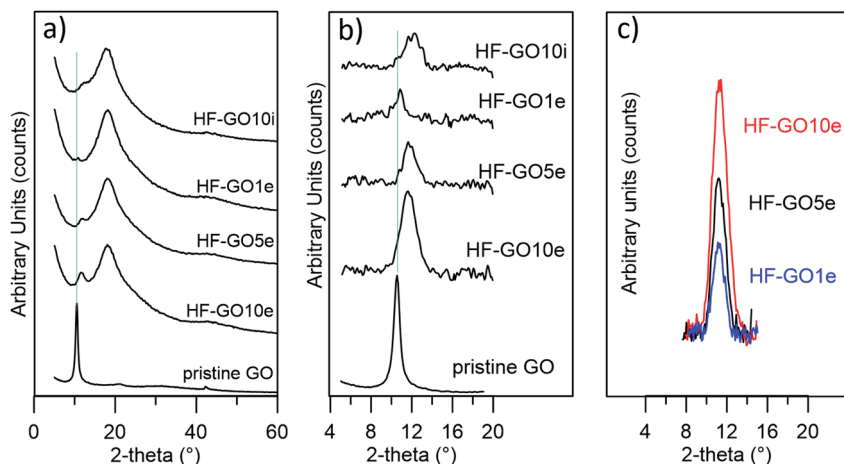 a)
Arbitrary Units (counts)
HF-GO10i
HF-GO1e
HF-GO5e
HF-GO10e
pristine GO
0 20 40 60
2-theta (°)
b)
Arbitrary Units (counts)
HF-GO10i
HF-GO1e
HF-GO5e
HF-GO10e
pristine GO
4 8 12 16 20
2-theta (°)
c)
Arbitrary units (counts)
HF-GO10e
HF-GO5e
HF-GO1e
4 8 12 16 20
2-theta (°)